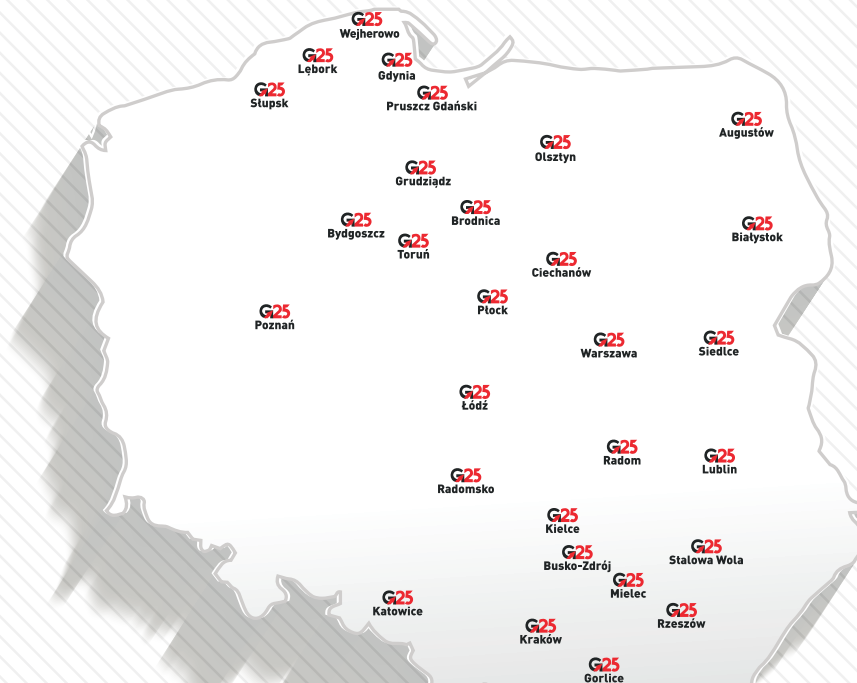 G25
Wejherowo
G25
Lębork
G25
Gdynia
G25
Słupsk
G25
Pruszcz Gdański
G25
Augustów
G25
Olsztyn
G25
Grudziądz
G25
Brodnica
G25
Bydgoszcz
G25
Białystok
G25
Toruń
G25
Ciechanów
G25
Płock
G25
Poznań
G25
Warszawa
G25
Siedlce
G25
Łódź
G25
Radom
G25
Lublin
G25
Radomsko
G25
Kielce
G25
Stalowa Wola
G25
Busko-Zdrój
G25
Mielec
G25
Katowice
G25
Rzeszów
G25
Kraków
G25
Gorlice